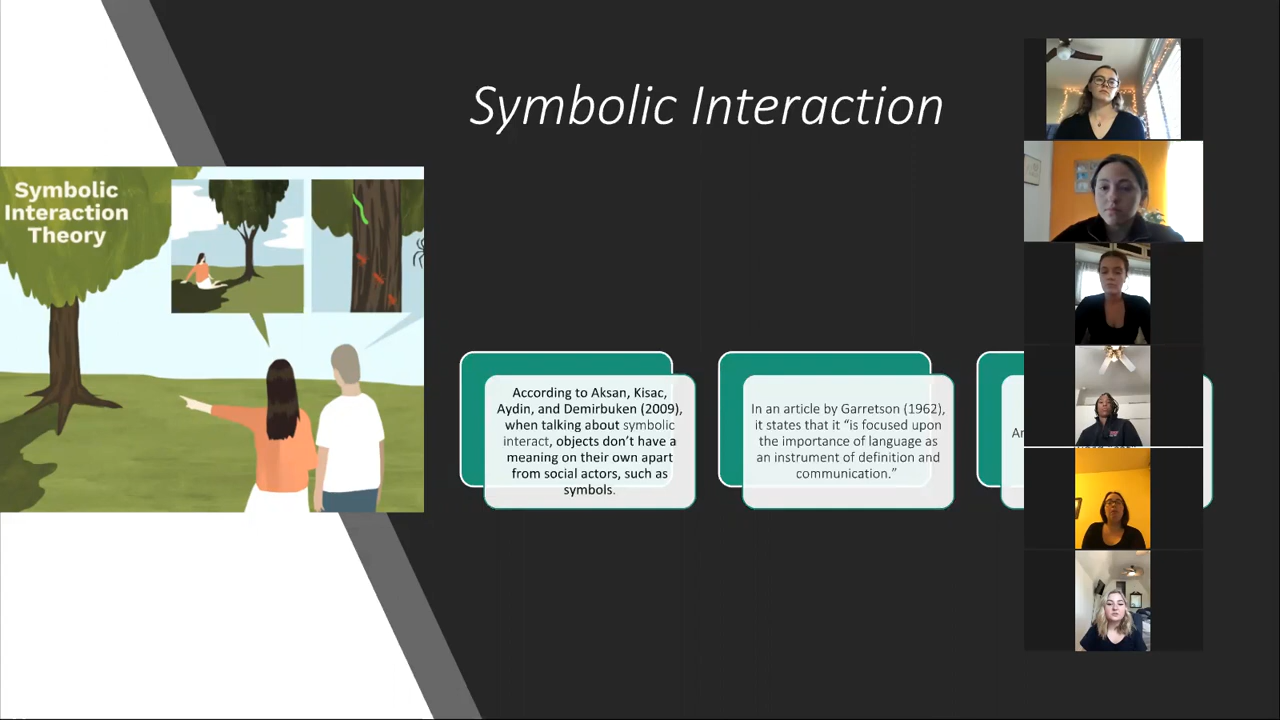 Symbolic Interaction
Symbolic
Interaction
Theory
According to Aksan, Kisac,
Aydin, and Demirbuken (2009),
when talking about symbolic
interact, objects don’t have a
meaning on their own apart
from social actors, such as
symbols.
In an article by Garretson (1962),
it states that it “is focused upon
the importance of language as
an instrument of definition and
communication.”